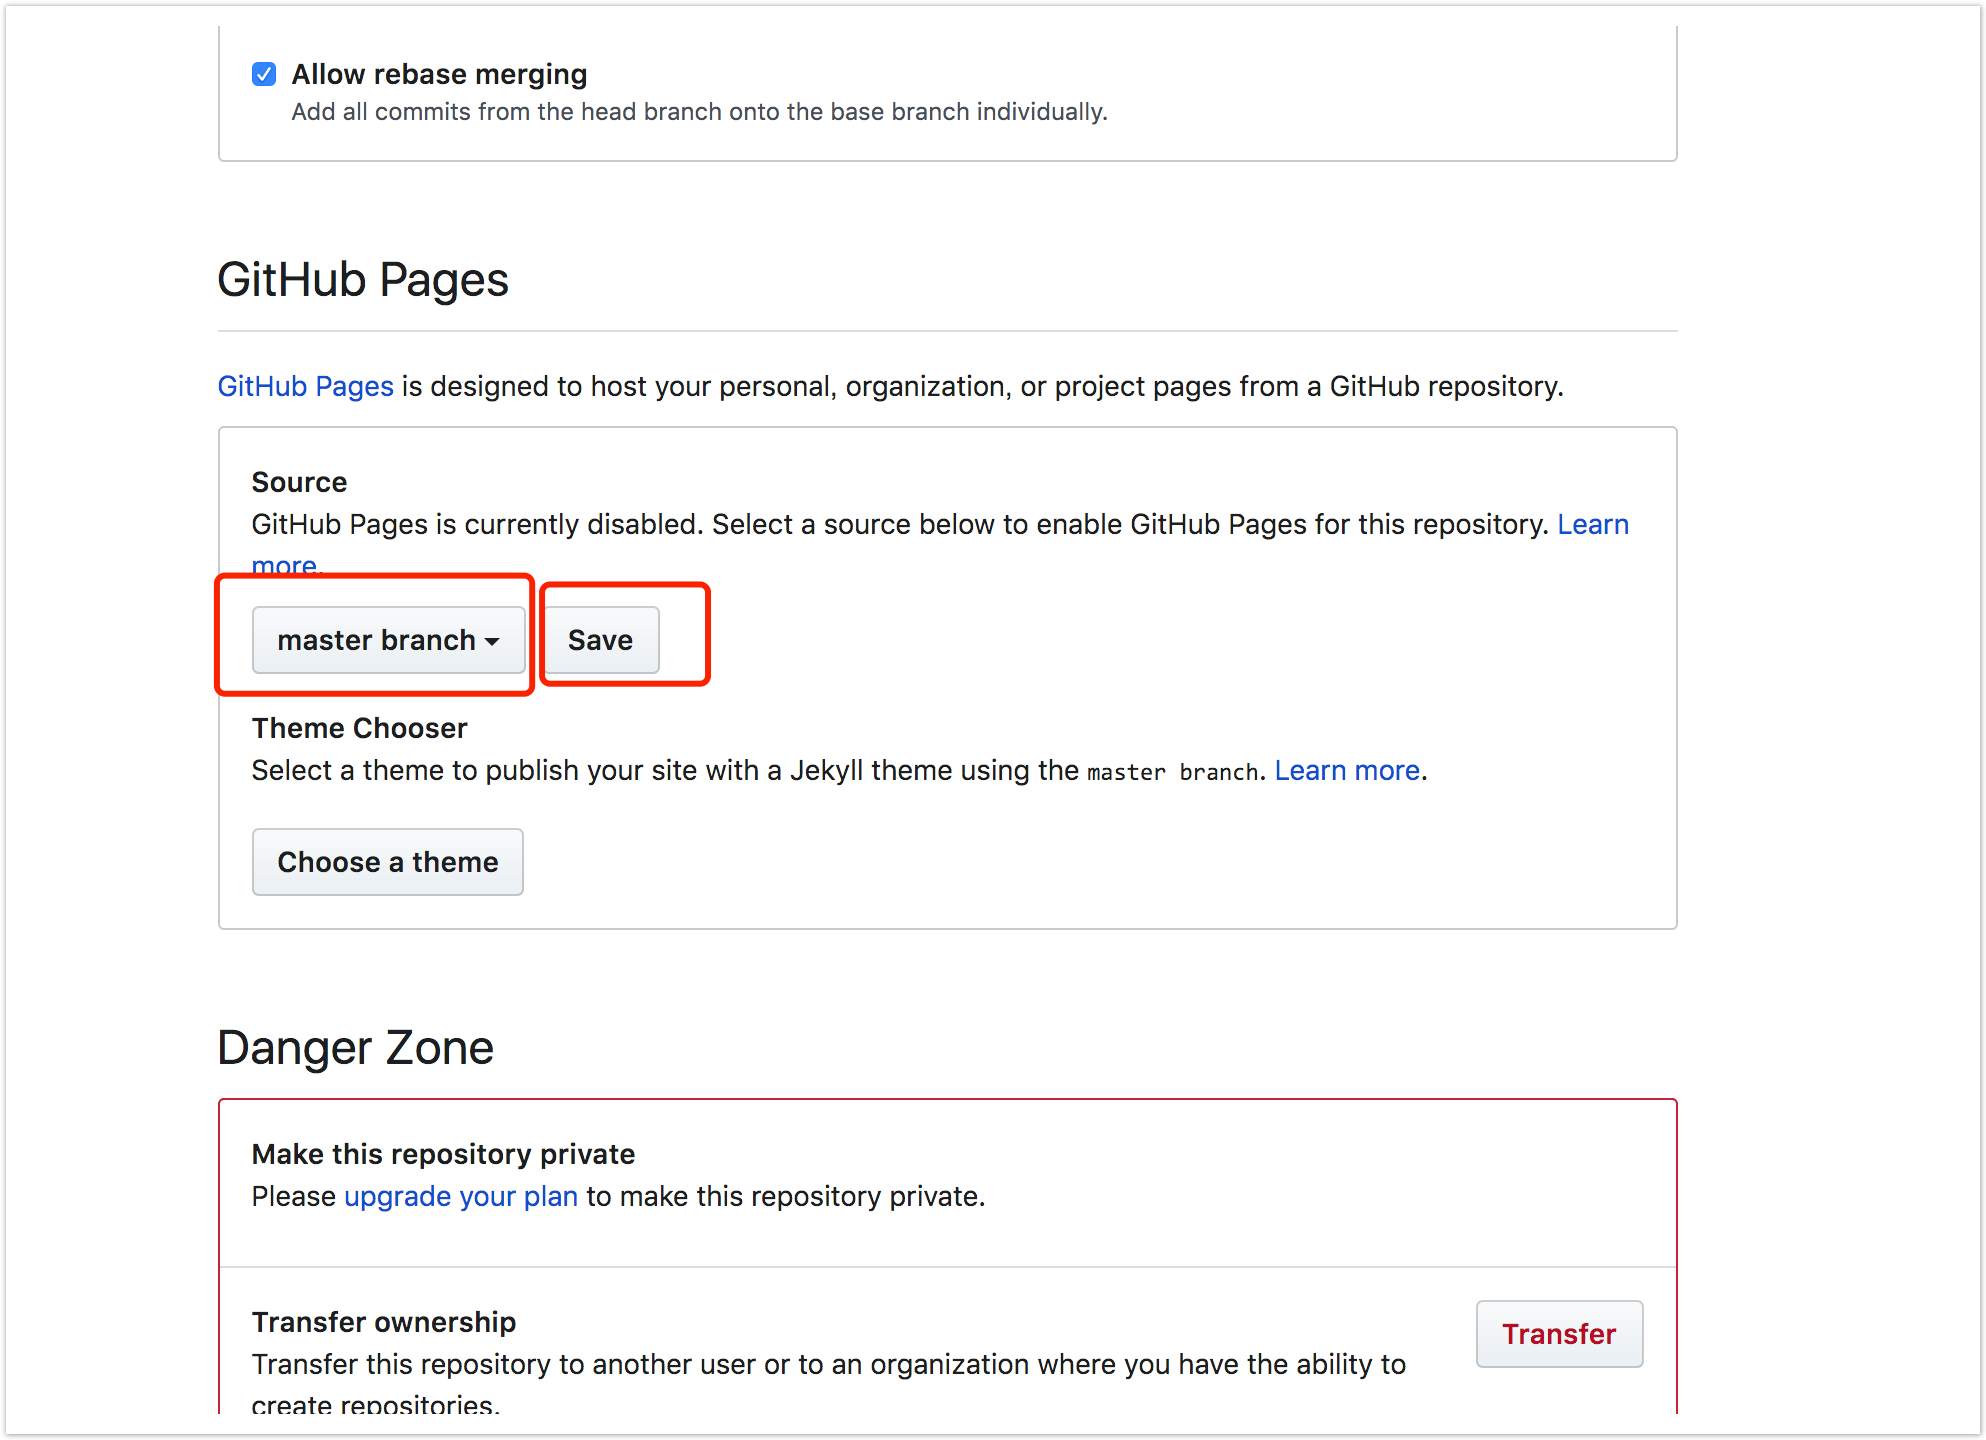 Allow rebase merging
Add all commits from the head branch onto the base branch individually.
GitHub Pages
GitHub Pages is designed to host your personal, organization, or project pages from a GitHub repository.
Source
GitHub Pages is currently disabled. Select a source below to enable GitHub Pages for this repository. Learn
more.
master branch Save
Theme Chooser
Select a theme to publish your site with a Jekyll theme using the master branch. Learn more.
Choose a theme
Danger Zone
Make this repository private
Please upgrade your plan to make this repository private.
Transfer ownership
Transfer
Transfer this repository to another user or to an organization where you have the ability to
create repositories.